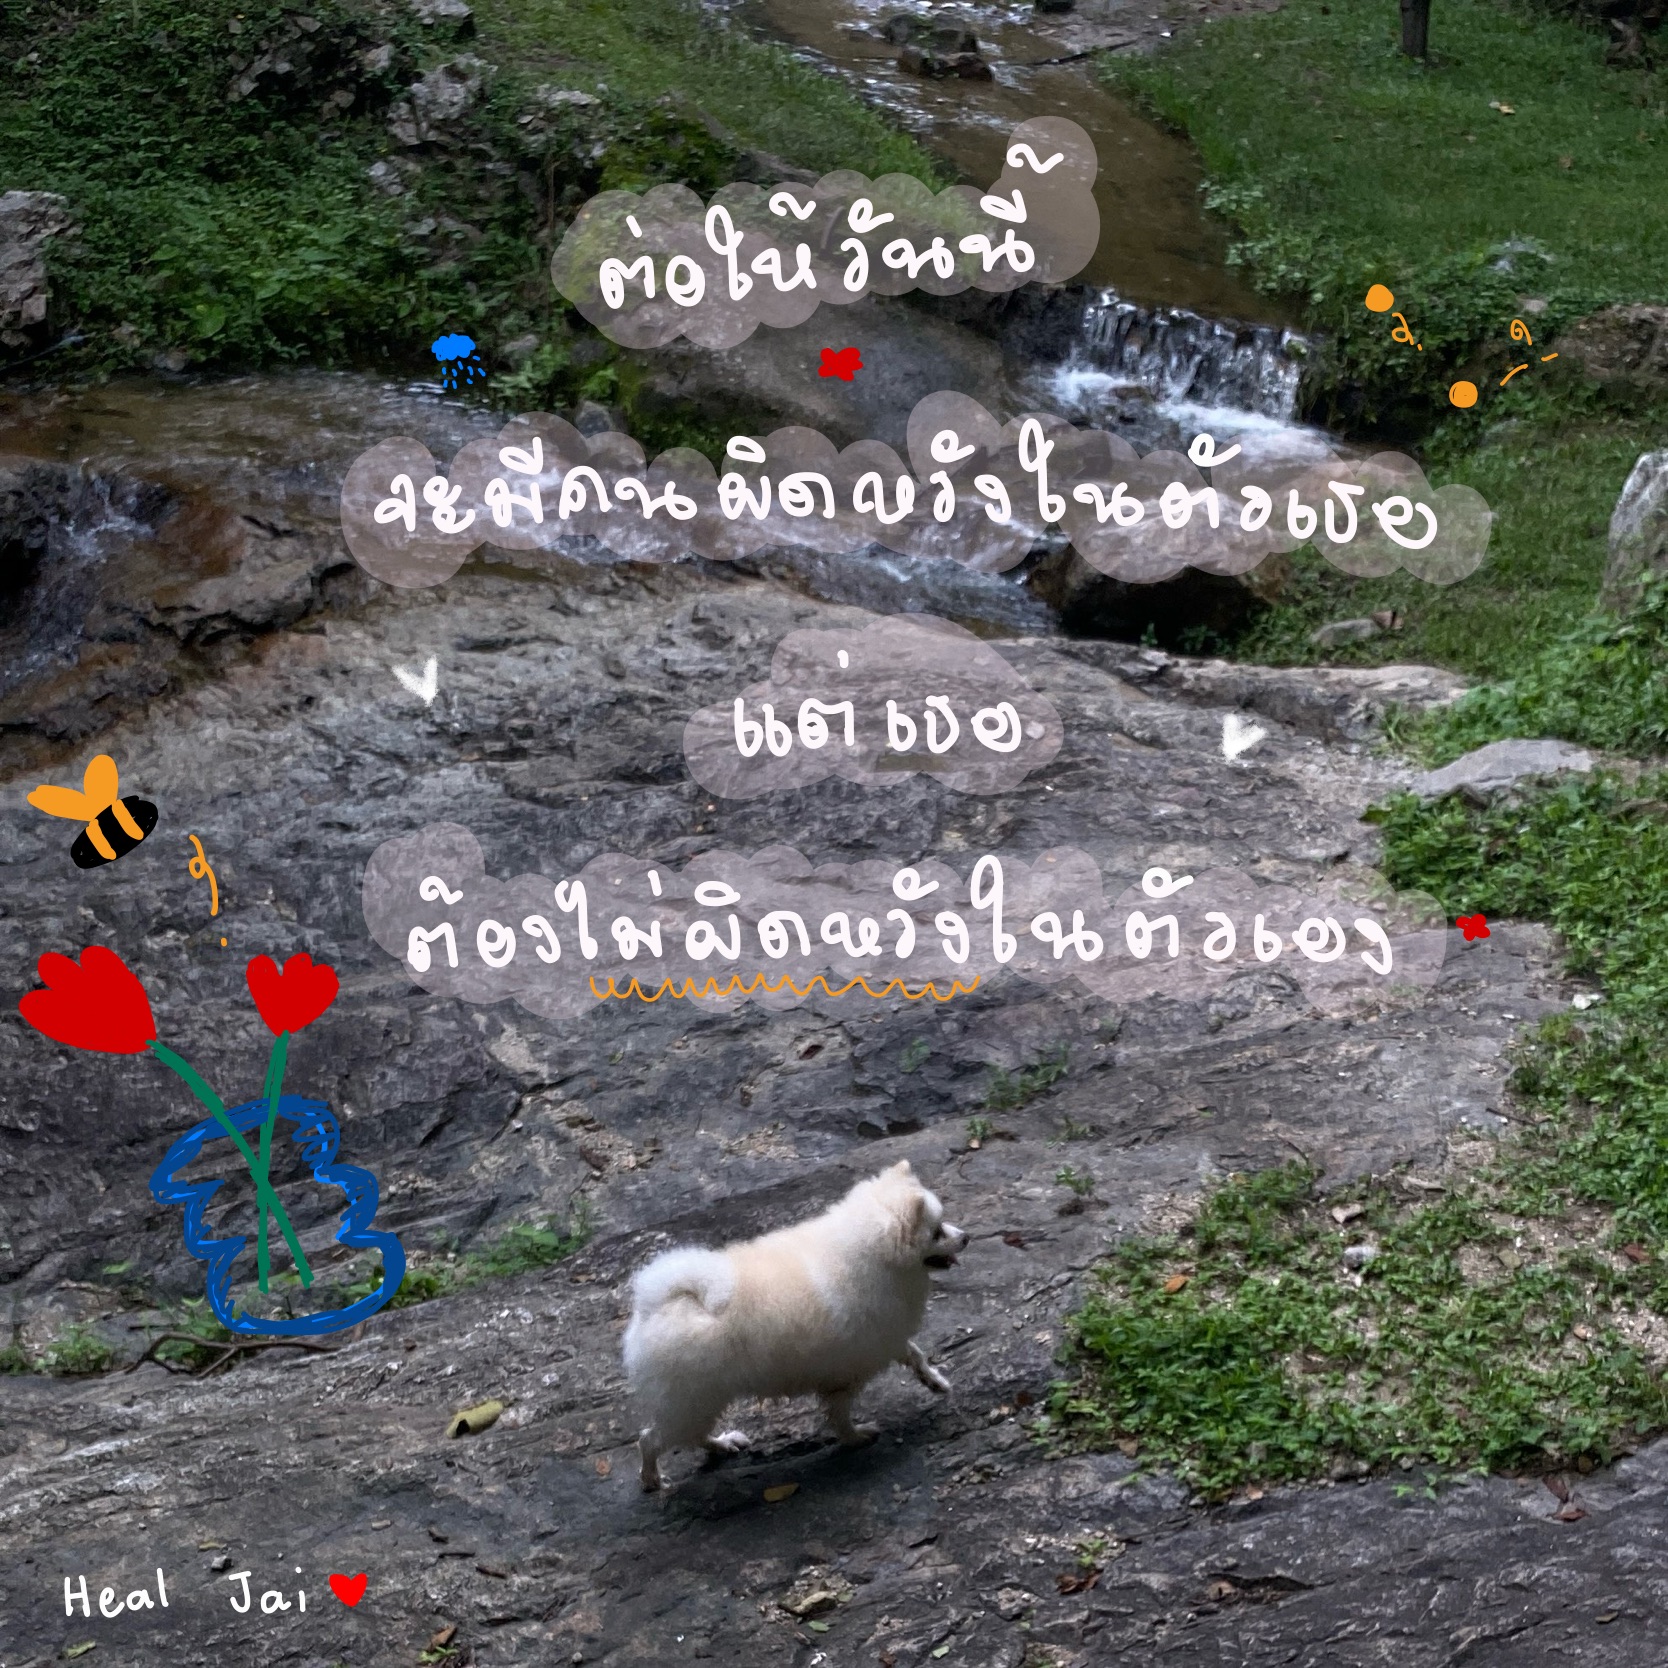 ต่อให้วันนี้
จะมีคนผิดหวังในตัวเธอ
แต่เธอ
ต้องไม่ผิดหวังในตัวเอง
Heal Jai